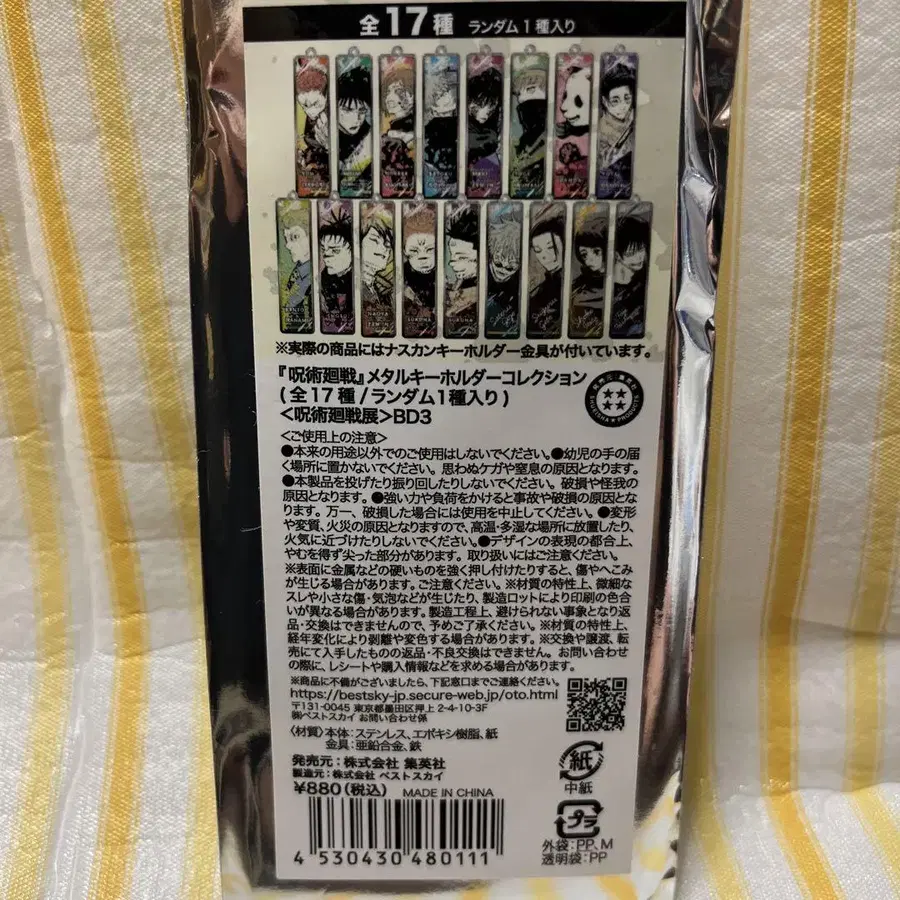 全17種 ランダム1種入り
※実際の商品にはナスカンキーホルダー金具が付いています。
『呪術廻戦』メタルキーホルダーコレクション
(全17種/ランダム1種入り)
<呪術廻戦展>BD3
SHUEISHA ★ PRODUCTS
<ご使用上の注意>
●本来の用途以外でのご使用はしないでください。●幼児の手の届
く場所に置かないでください。思わぬケガや窒息の原因となります。
●本製品を投げたり振り回したりしないでください。破損や怪我の
原因となります。●強い力や負荷をかけると事故や破損の原因とな
ります。万一、破損した場合には使用を中止してください。●変形
や変質、火災の原因となりますので、高温・多湿な場所に放置したり、
火気に近づけたりしないでください。●デザインの表現の都合上、
やむを得ず尖った部分があります。取り扱いにはご注意ください。
※表面に金属などの硬いものを強く押し付けたりすると、傷やへこみ
が生じる場合があります。ご注意ください。※材質の特性上、微細な
スレや小さな傷・気泡などが生じたり、製造ロットにより印刷の色合
いが異なる場合があります。製造工程上、避けられない事象となり返
品・交換はできませんので、予めご了承ください。※材質の特性上、
経年変化により剥離や変色する場合があります。※交換や譲渡、転
売にて入手したものの返品・不良交換はできません。お問い合わせ
の際に、レシートや購入情報などを求める場合があります。
※商品に不備がございましたら、下記窓口までご連絡ください。
https://bestsky-jp.secure-web.jp/oto.html
〒131-0045 東京都墨田区押上 2-4-10-3F
㈱ベストスカイ お問い合わせ係
〈材質〉本体:ステンレス、エポキシ樹脂、紙
金具:亜鉛合金、鉄
発売元:株式会社 集英社
製造元:株式会社 ベストスカイ
¥880(税込) MADE IN CHINA
4 530430 480111
紙
中紙
プラ
外袋:PP、M
透明袋:PP